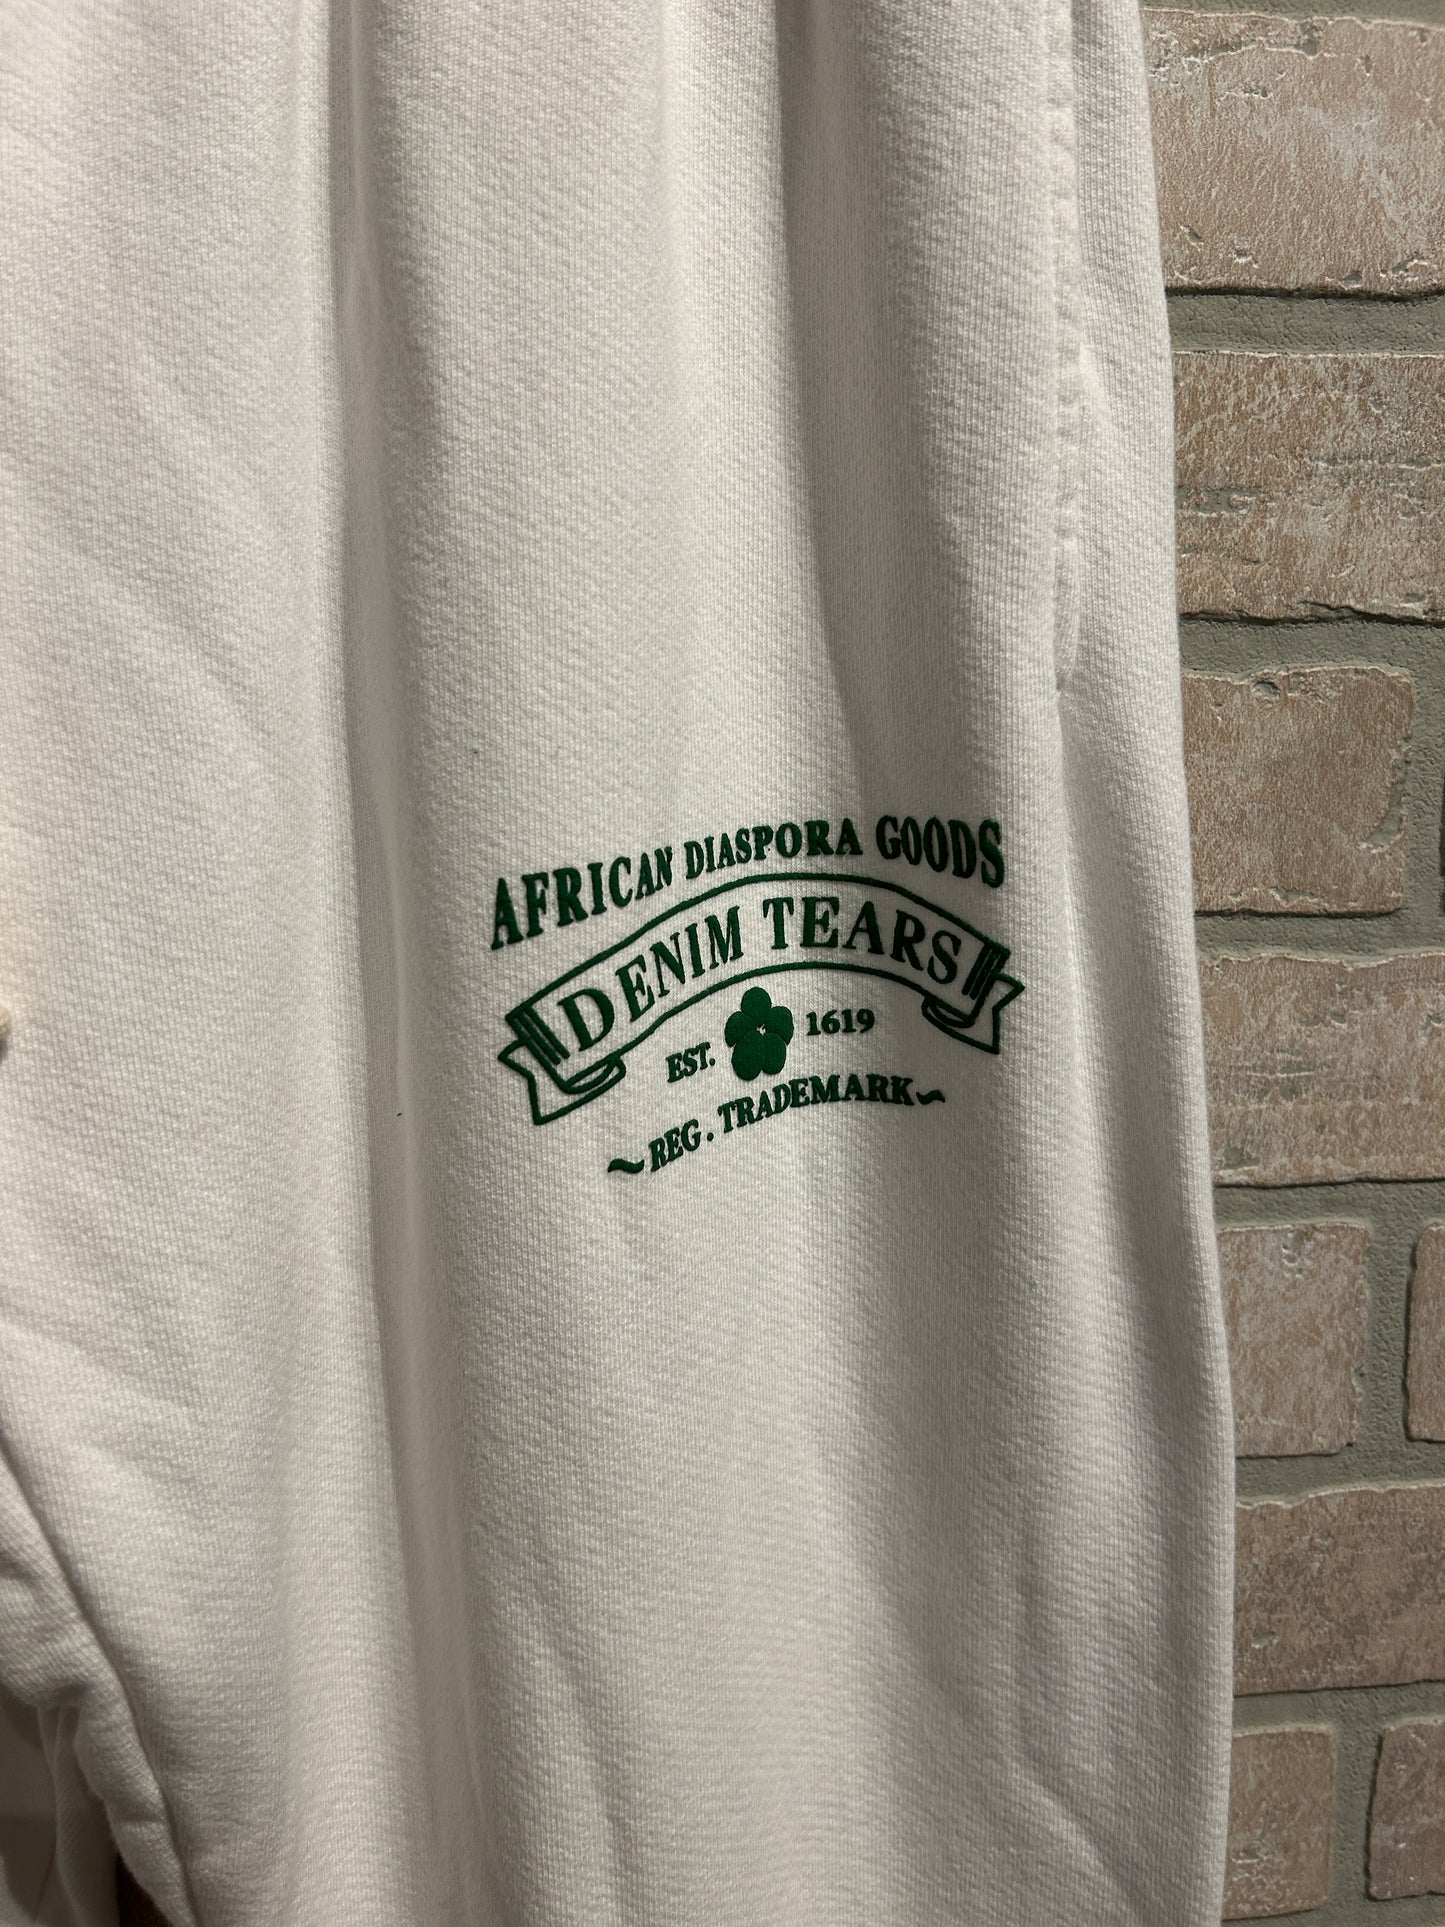 AFRICAN DIASPORA GOODS
DENIM TEARS
EST. 1619
~REG. TRADEMARK~